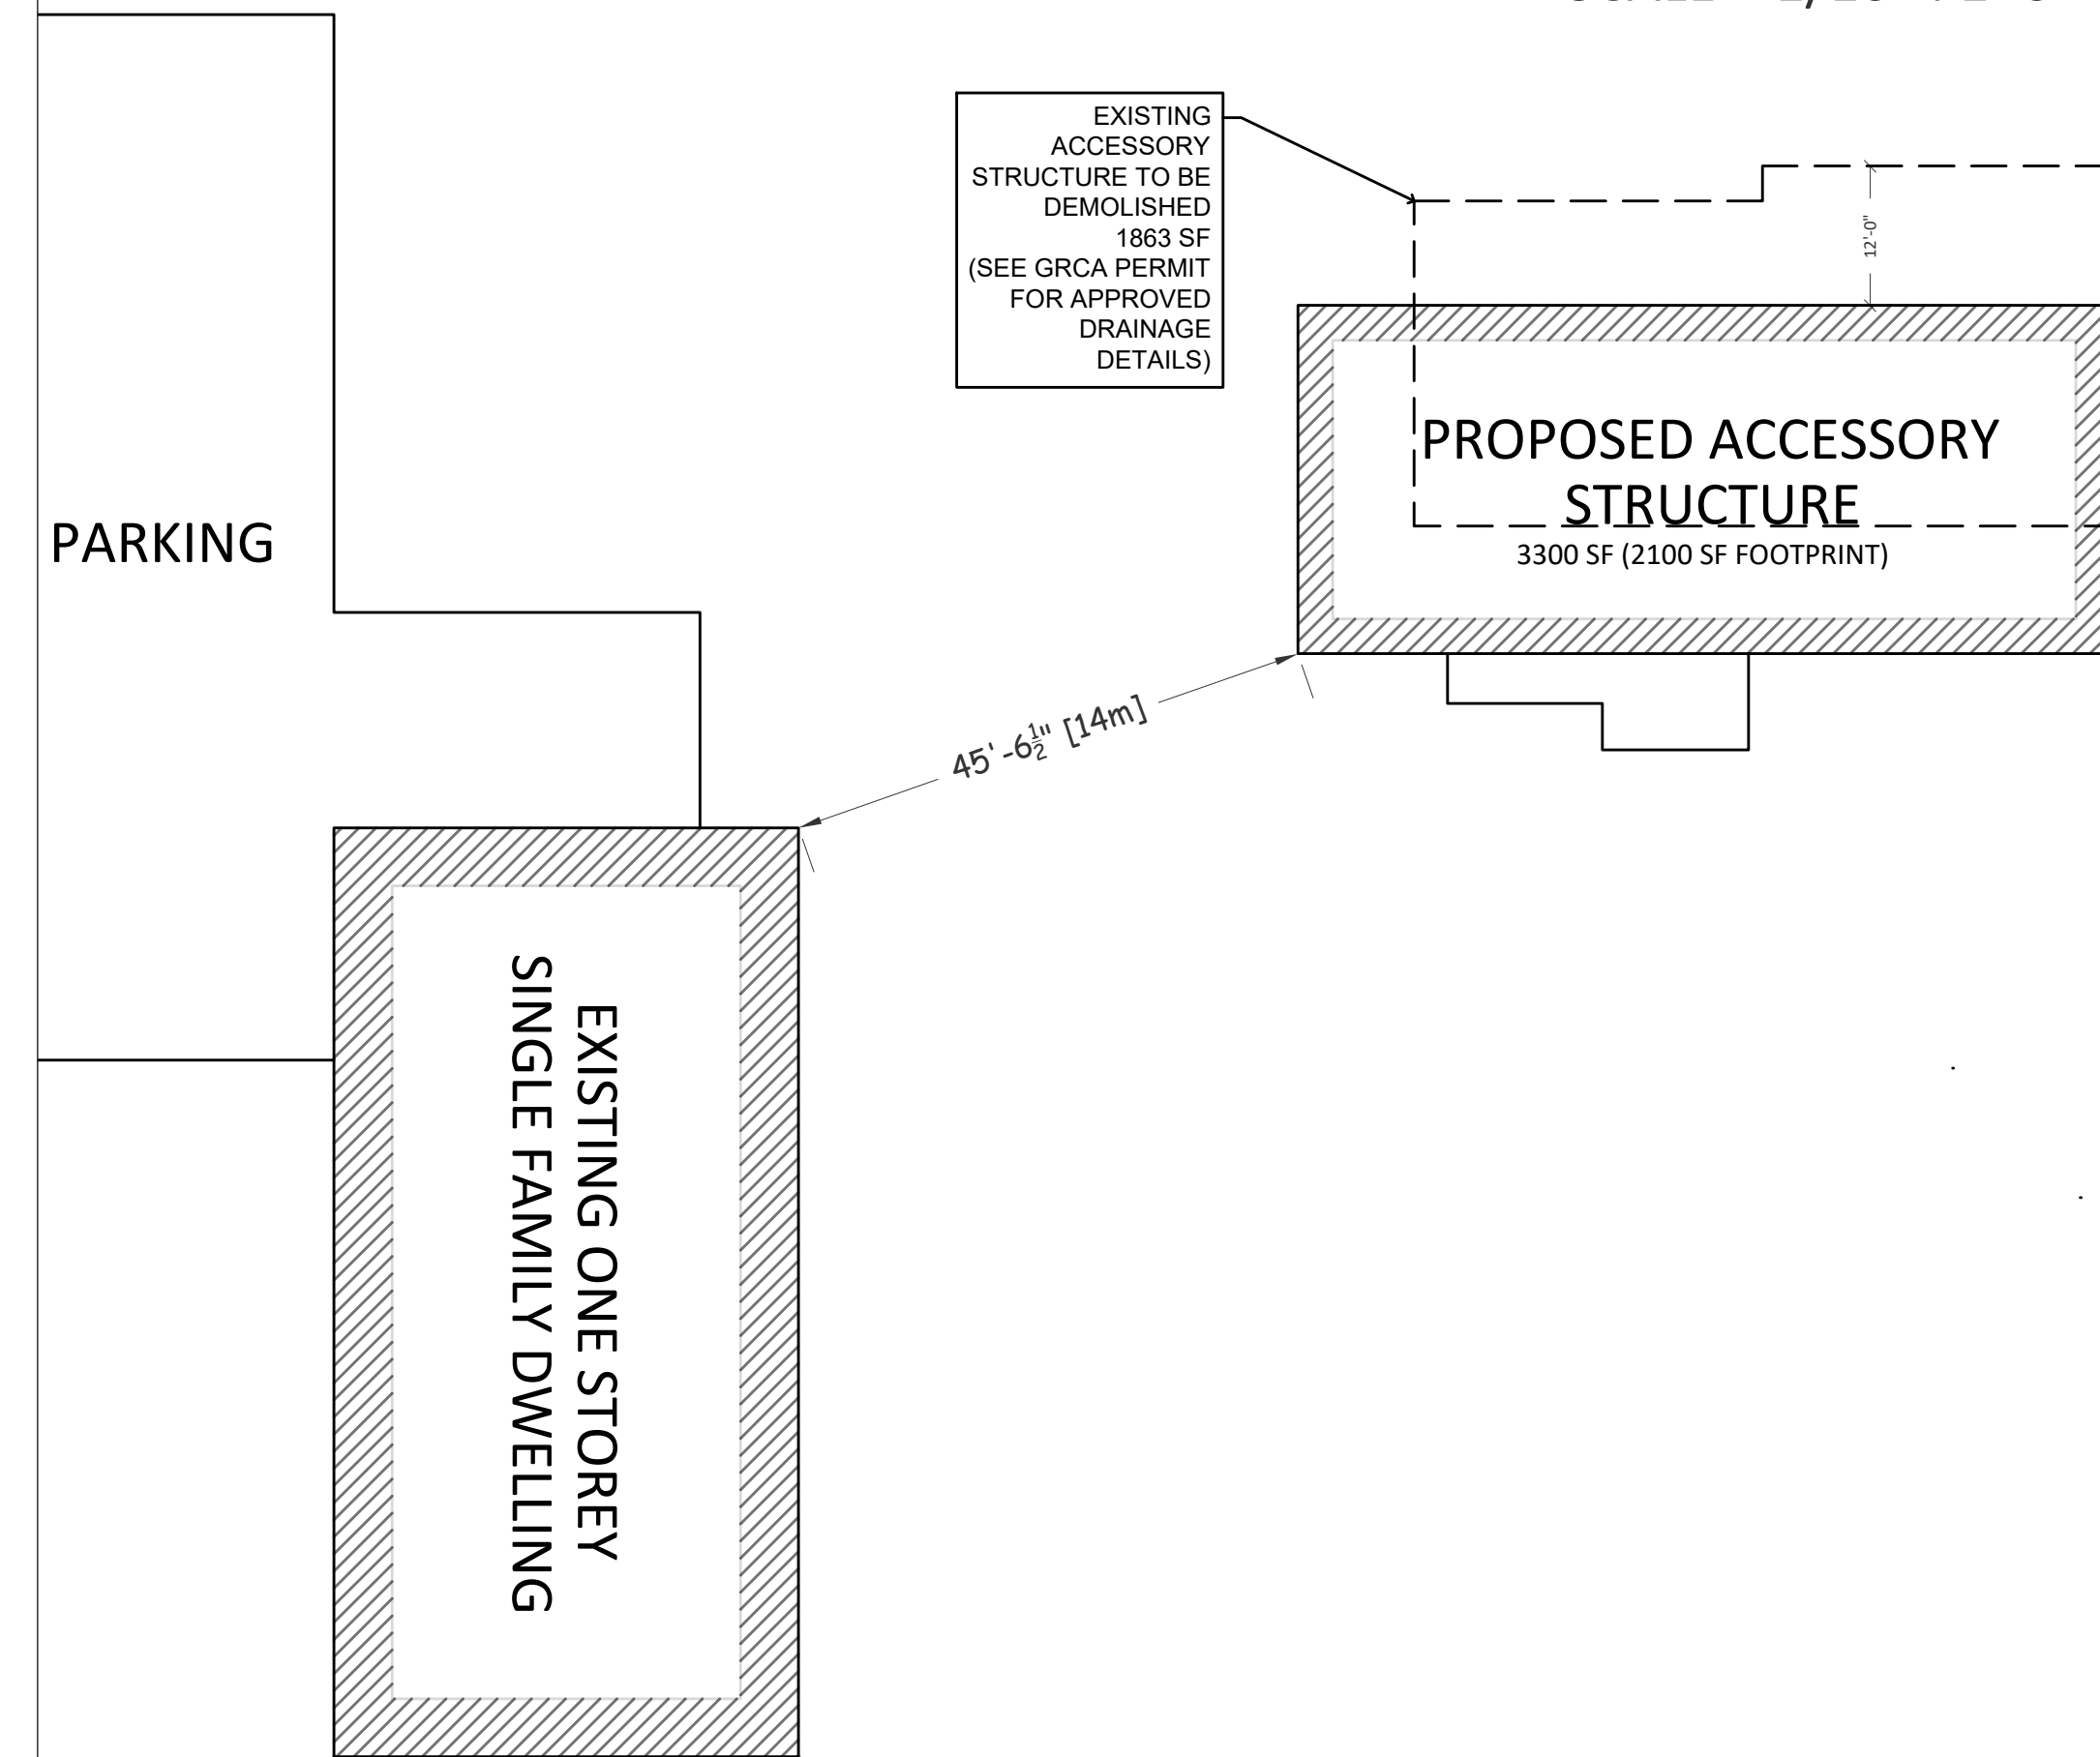 EXISTING
ACCESSORY
STRUCTURE TO BE
DEMOLISHED
1863 SF
(SEE GRCA PERMIT
FOR APPROVED
DRAINAGE
DETAILS)
12'-0"
PROPOSED ACCESSORY
STRUCTURE
3300 SF (2100 SF FOOTPRINT)
PARKING
45'-6½" [14m]
EXISTING ONE STOREY
SINGLE FAMILY DWELLING